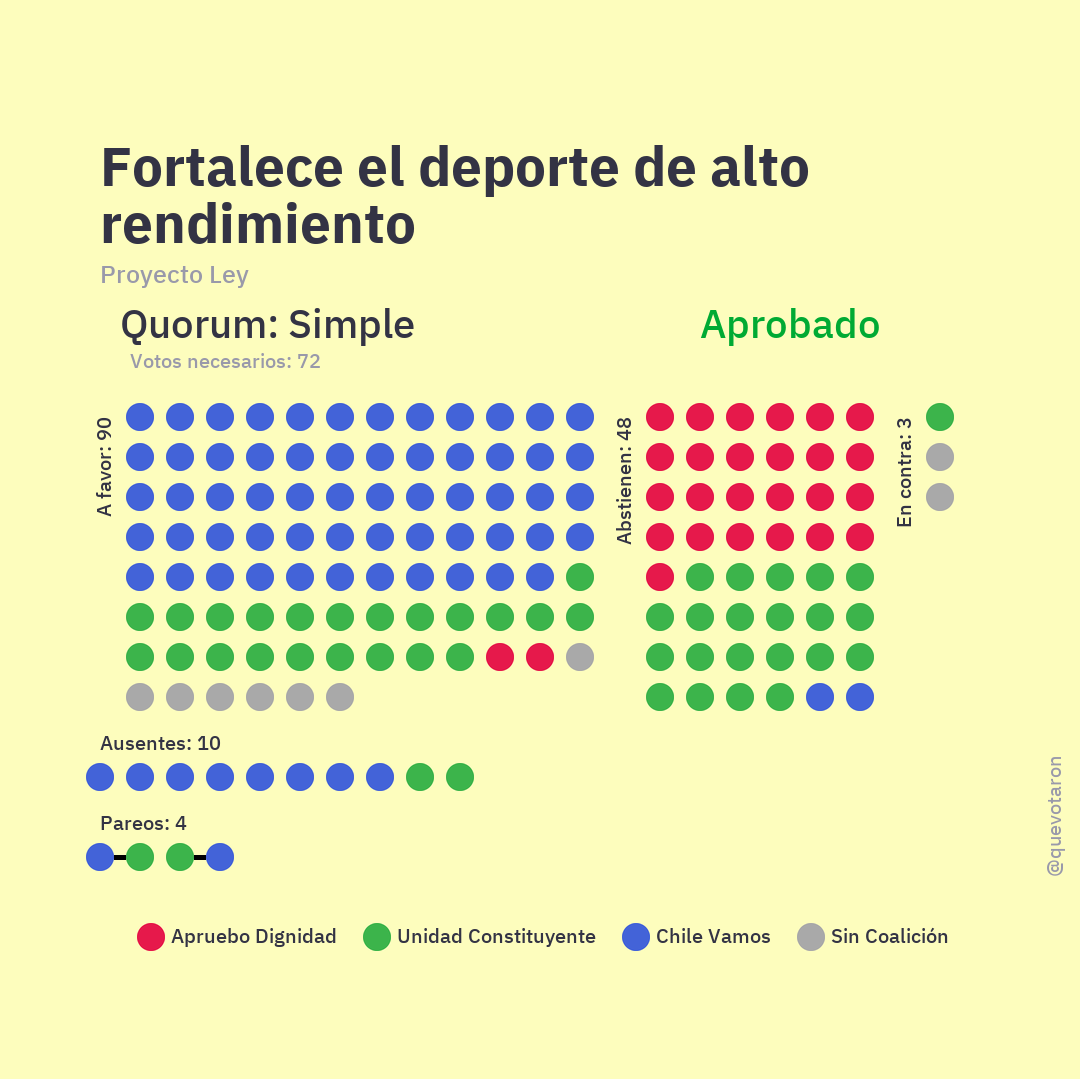 Fortalece el deporte de alto
rendimiento
Proyecto Ley
Quorum: Simple
Aprobado
Votos necesarios: 72
A favor: 90
Abstienen: 48
En contra: 3
Ausentes: 10
Pareos: 4
@quevotaron
Apruebo Dignidad
Unidad Constituyente
Chile Vamos
Sin Coalición